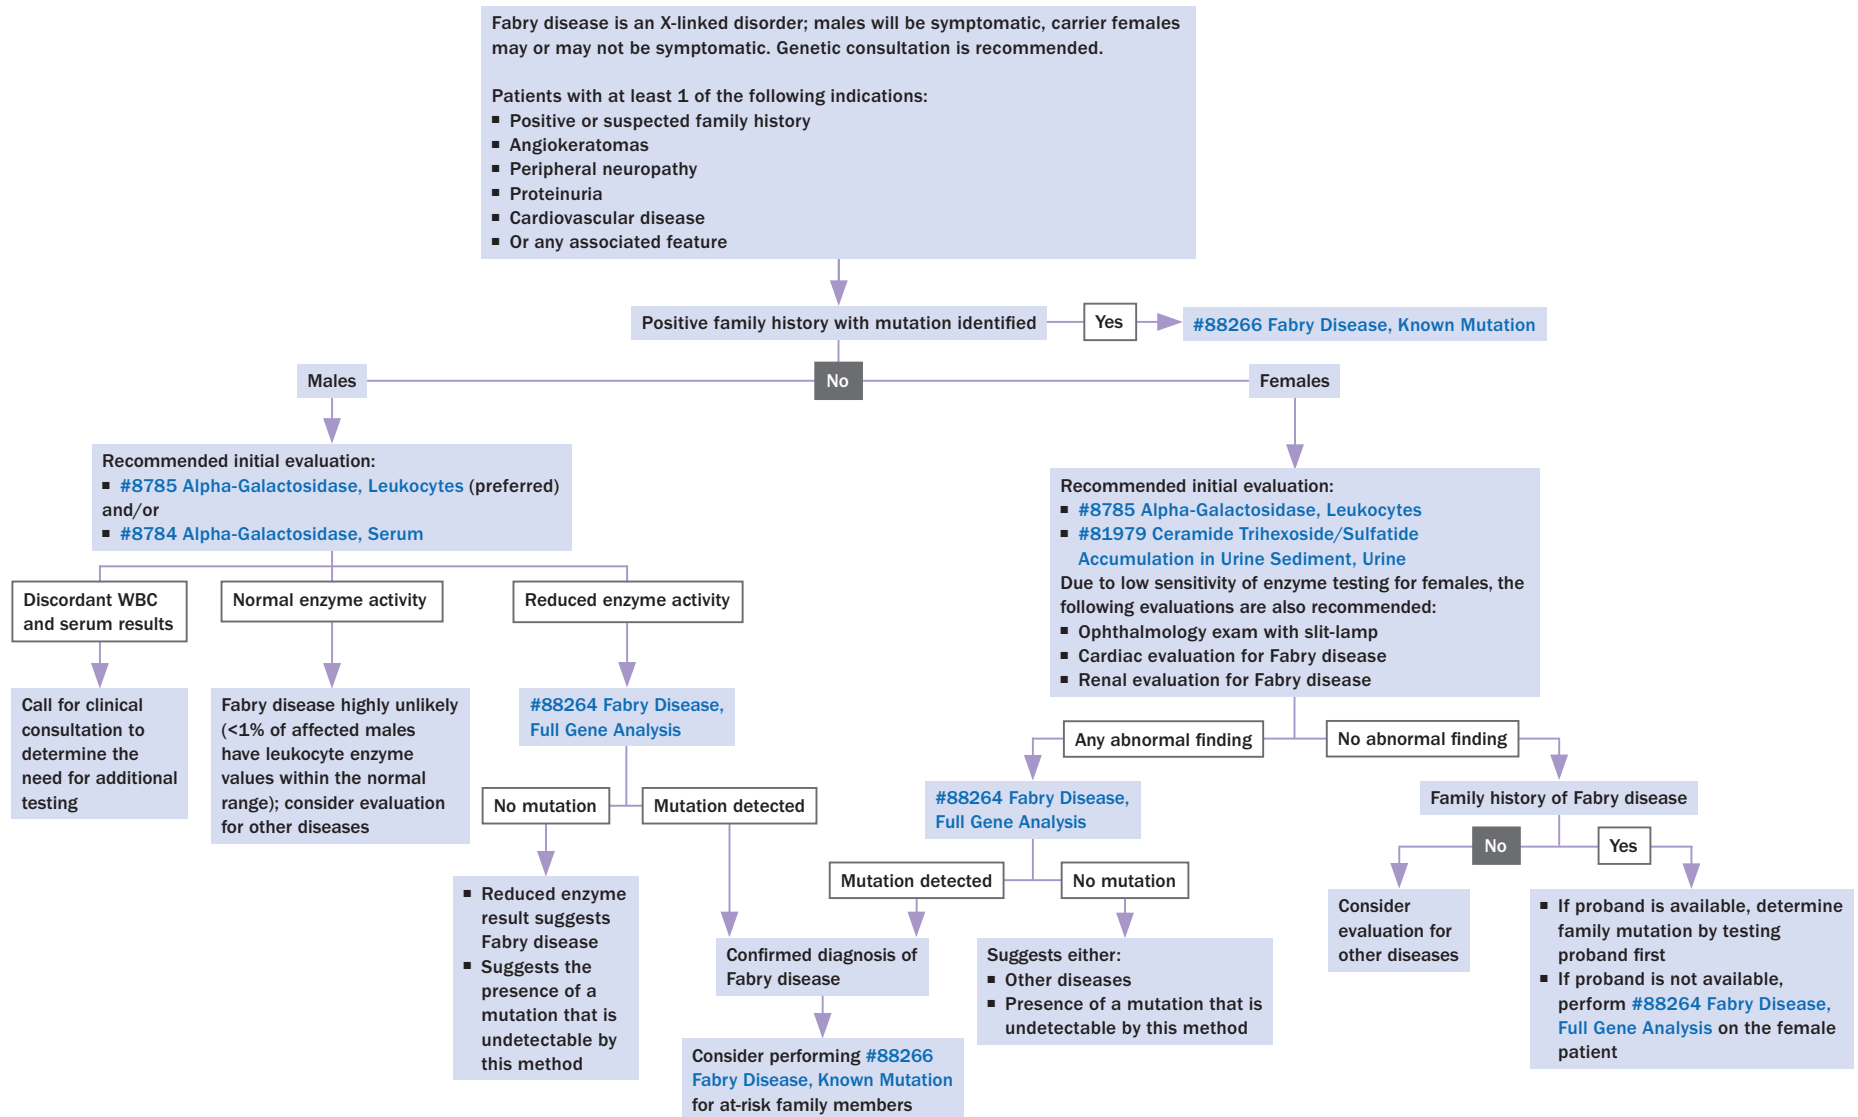 Fabry disease is an X-linked disorder; males will be symptomatic, carrier females
may or may not be symptomatic. Genetic consultation is recommended.
Patients with at least 1 of the following indications:
▪ Positive or suspected family history
▪ Angiokeratomas
▪ Peripheral neuropathy
▪ Proteinuria
▪ Cardiovascular disease
▪ Or any associated feature
Positive family history with mutation identified
Yes
#88266 Fabry Disease, Known Mutation
No
Males
Females
Recommended initial evaluation:
▪ #8785 Alpha-Galactosidase, Leukocytes (preferred)
and/or
▪ #8784 Alpha-Galactosidase, Serum
Discordant WBC
and serum results
Normal enzyme activity
Reduced enzyme activity
Call for clinical
consultation to
determine the
need for additional
testing
Fabry disease highly unlikely
(<1% of affected males
have leukocyte enzyme
values within the normal
range); consider evaluation
for other diseases
#88264 Fabry Disease,
Full Gene Analysis
No mutation
Mutation detected
▪ Reduced enzyme
result suggests
Fabry disease
▪ Suggests the
presence of a
mutation that is
undetectable by
this method
Recommended initial evaluation:
▪ #8785 Alpha-Galactosidase, Leukocytes
▪ #81979 Ceramide Trihexoside/Sulfatide
Accumulation in Urine Sediment, Urine
Due to low sensitivity of enzyme testing for females, the
following evaluations are also recommended:
▪ Ophthalmology exam with slit-lamp
▪ Cardiac evaluation for Fabry disease
▪ Renal evaluation for Fabry disease
Any abnormal finding
No abnormal finding
#88264 Fabry Disease,
Full Gene Analysis
Mutation detected
No mutation
Confirmed diagnosis of
Fabry disease
Consider performing #88266
Fabry Disease, Known Mutation
for at-risk family members
Suggests either:
▪ Other diseases
▪ Presence of a mutation that is
undetectable by this method
Family history of Fabry disease
No
Yes
Consider
evaluation for
other diseases
▪ If proband is available, determine
family mutation by testing
proband first
▪ If proband is not available,
perform #88264 Fabry Disease,
Full Gene Analysis on the female
patient